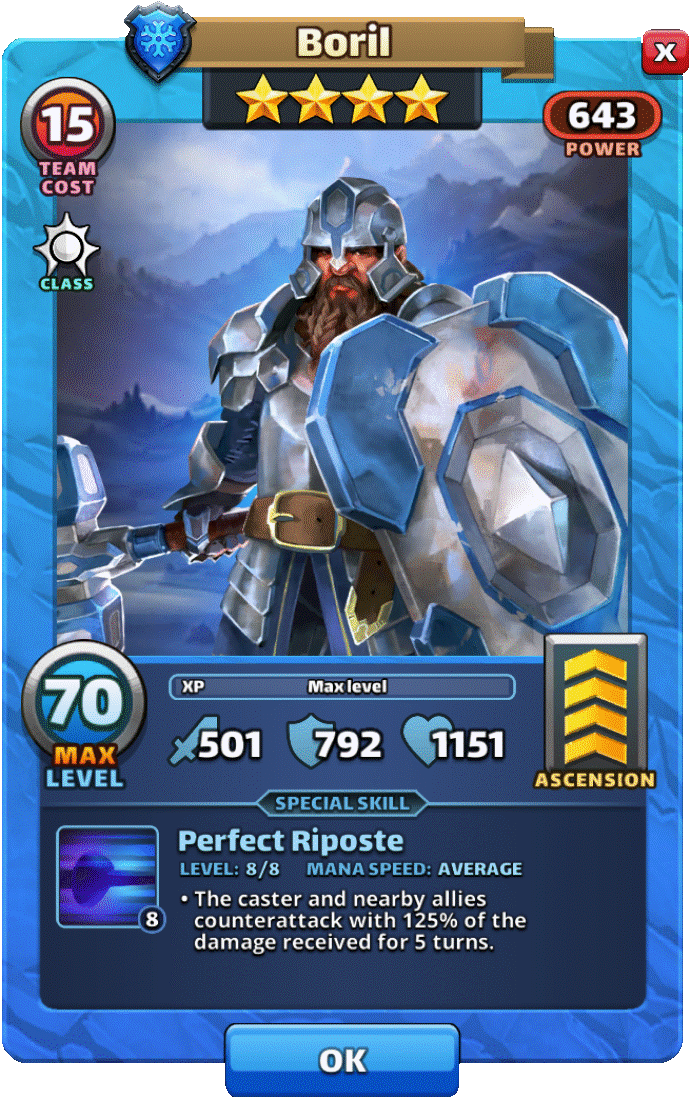 Boril
X
15
TEAM
COST
643
POWER
CLASS
70
MAX
LEVEL
XP Max level
501 792 1151
ASCENSION
SPECIAL SKILL
Perfect Riposte
LEVEL: 8/8 MANA SPEED: AVERAGE
8
• The caster and nearby allies
counterattack with 125% of the
damage received for 5 turns.
OK